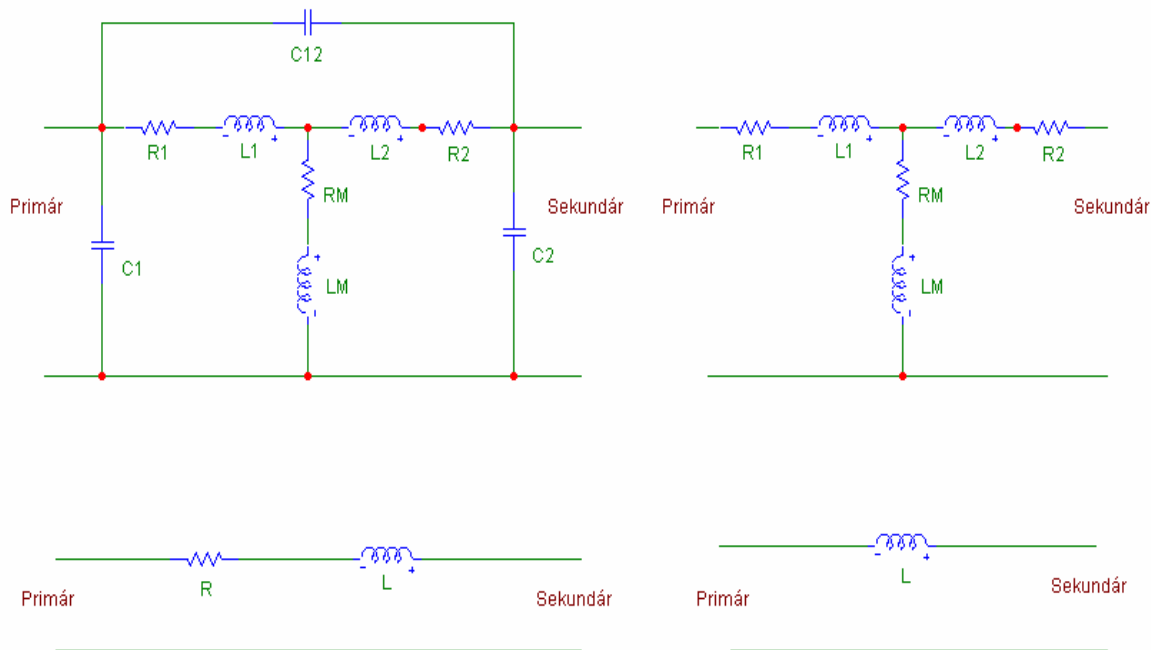 C12
R1 L1 L2 R2
RM
Primár Sekundár
C1 C2
LM
R1 L1 L2 R2
RM
Primár Sekundár
LM
R L
Primár Sekundár
L
Primár Sekundár